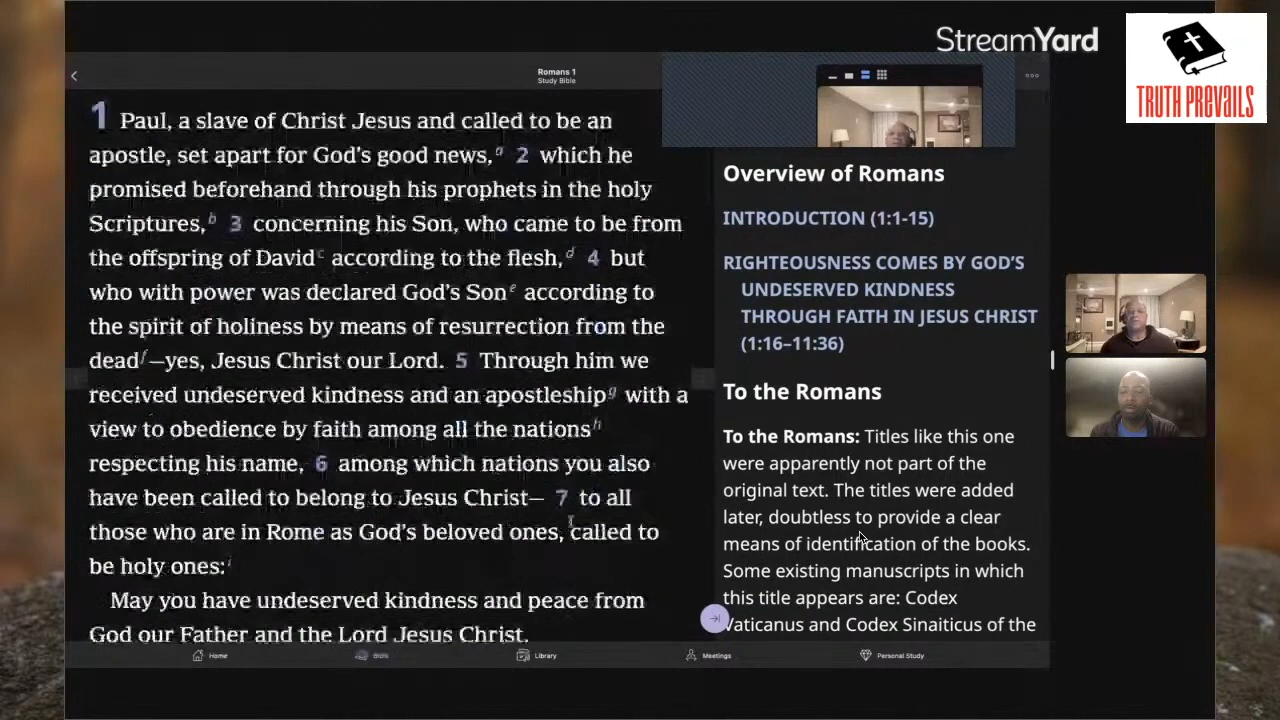 StreamYard
TRUTH PREVAILS
Romans 1
Study Bible
1 Paul, a slave of Christ Jesus and called to be an
apostle, set apart for God's good news,a 2 which he
promised beforehand through his prophets in the holy
Scriptures,b 3 concerning his Son, who came to be from
the offspring of Davidc according to the flesh,d 4 but
who with power was declared God's Sone according to
the spirit of holiness by means of resurrection from the
deadf—yes, Jesus Christ our Lord. 5 Through him we
received undeserved kindness and an apostleshipg with a
view to obedience by faith among all the nationsh
respecting his name, 6 among which nations you also
have been called to belong to Jesus Christ— 7 to all
those who are in Rome as God's beloved ones, called to
be holy ones:i
May you have undeserved kindness and peace from
God our Father and the Lord Jesus Christ.
Overview of Romans
INTRODUCTION (1:1-15)
RIGHTEOUSNESS COMES BY GOD'S
UNDESERVED KINDNESS
THROUGH FAITH IN JESUS CHRIST
(1:16–11:36)
To the Romans
To the Romans: Titles like this one
were apparently not part of the
original text. The titles were added
later, doubtless to provide a clear
means of identification of the books.
Some existing manuscripts in which
this title appears are: Codex
Vaticanus and Codex Sinaiticus of the
Home
Bible
Library
Meetings
Personal Study